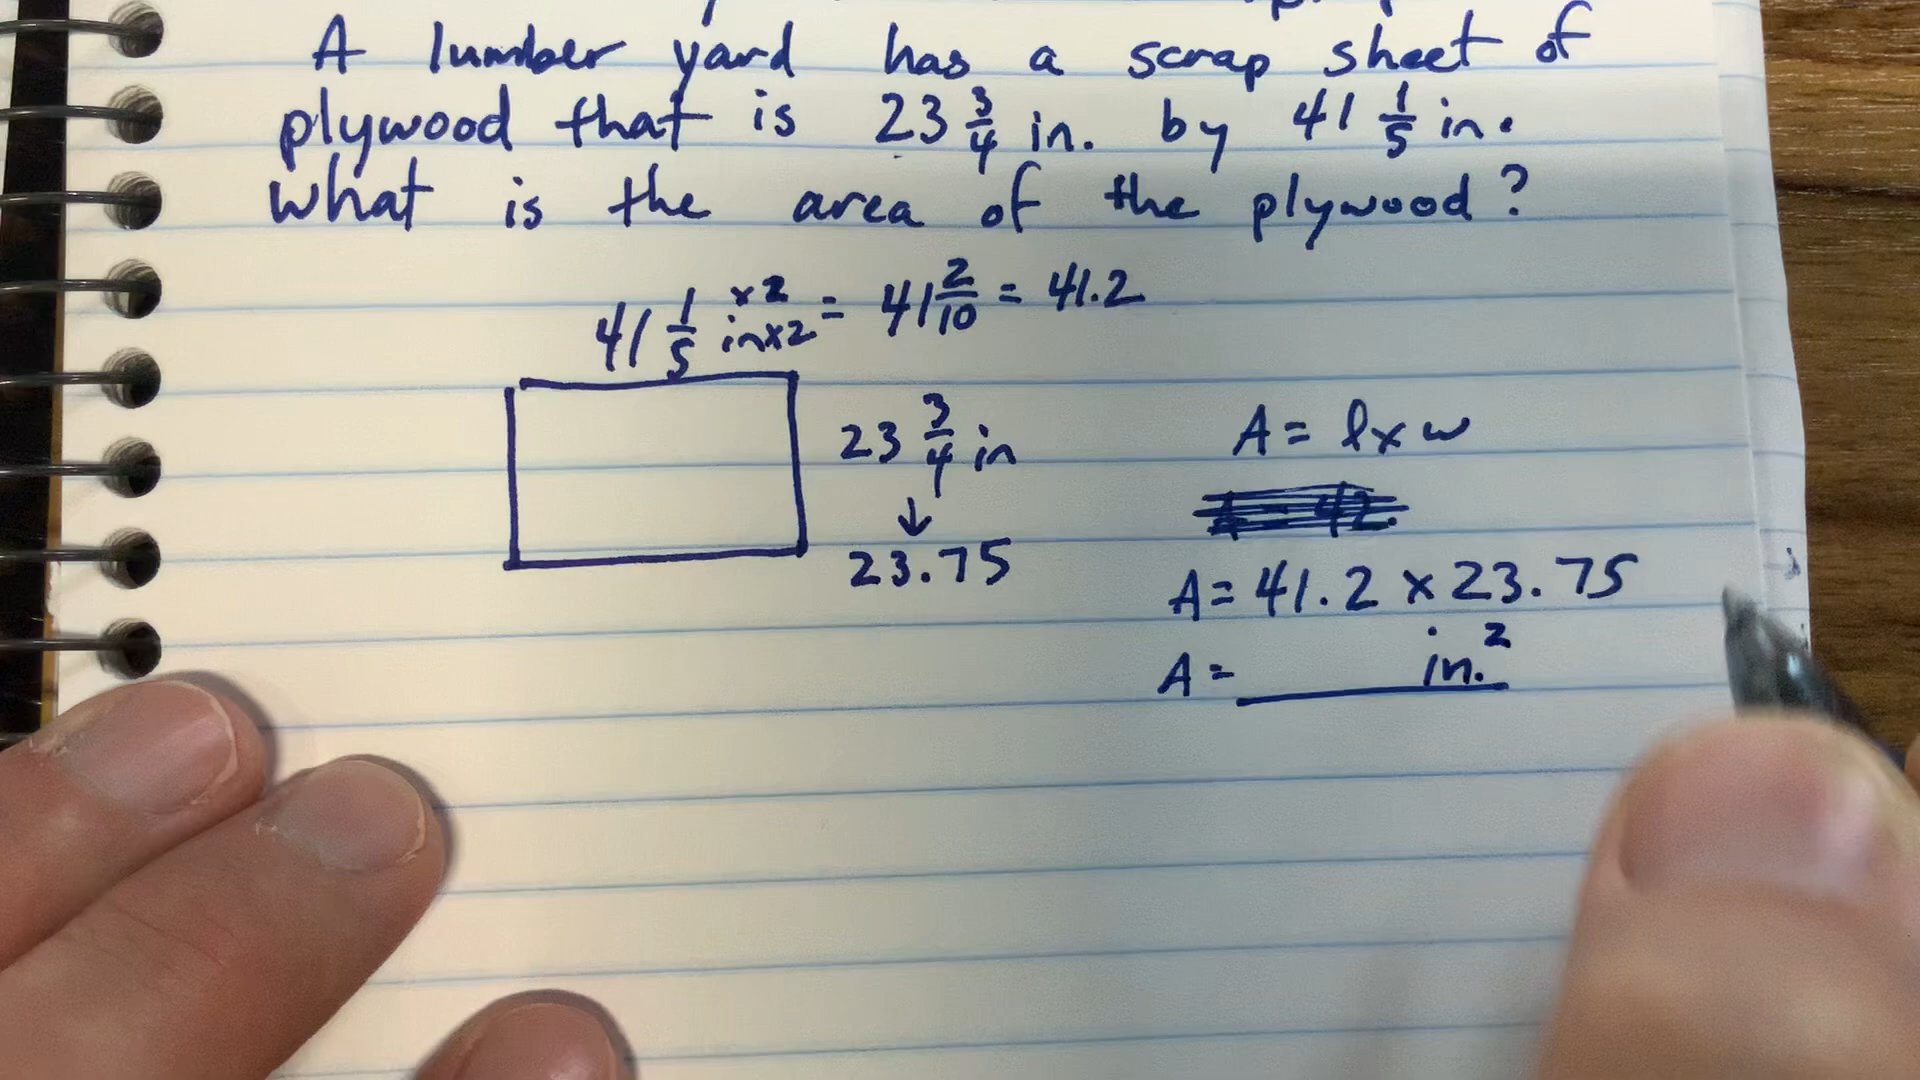 A lumber yard has a scrap sheet of
plywood that is 23 3/4 in. by 41 1/5 in.
What is the area of the plywood?
41 1/5 in ×2/×2 = 41 2/10 = 41.2
23 3/4 in
↓
23.75
A = l x w
A = 41.2 x 23.75
A = ______ in.²